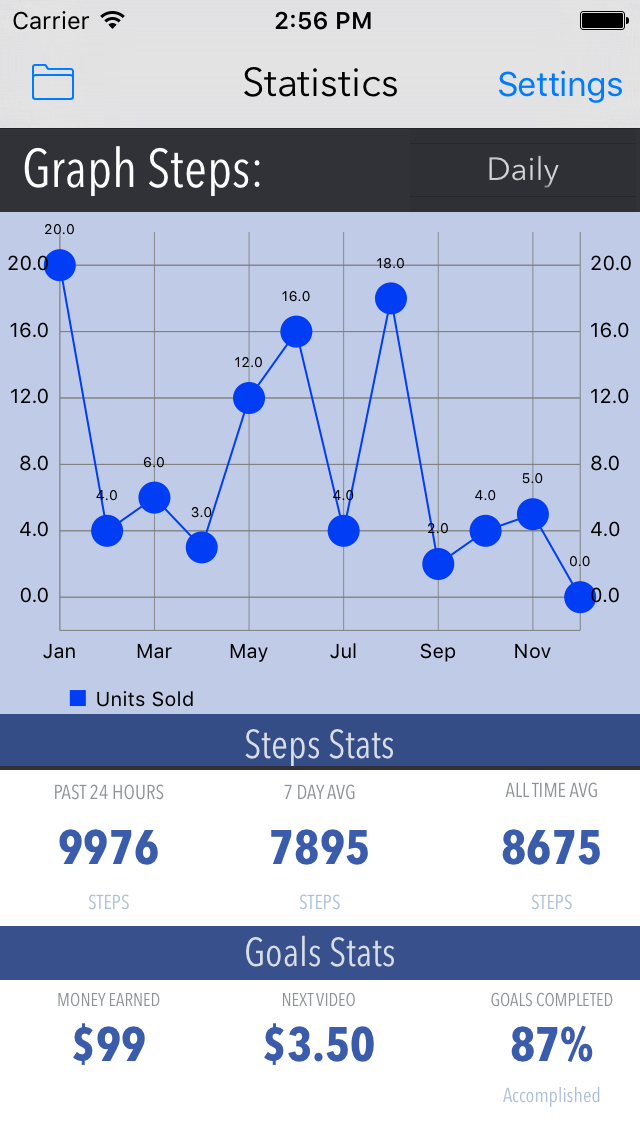 Carrier 2:56 PM
Statistics Settings
Graph Steps: Daily
20.0
20.0 18.0 20.0
16.0
16.0 16.0
12.0
12.0 12.0
6.0
8.0 8.0
5.0
4.0 4.0 4.0
3.0
4.0 2.0 4.0
0.0
0.0 0.0
Jan Mar May Jul Sep Nov
Units Sold
Steps Stats
PAST 24 HOURS 7 DAY AVG ALL TIME AVG
9976 7895 8675
STEPS STEPS STEPS
Goals Stats
MONEY EARNED NEXT VIDEO GOALS COMPLETED
$99 $3.50 87%
Accomplished